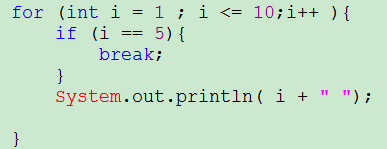 for (int i = 1 ; i <= 10;i++ ){
    if (i == 5){
        break;
    }
    System.out.println( i + " ");
}